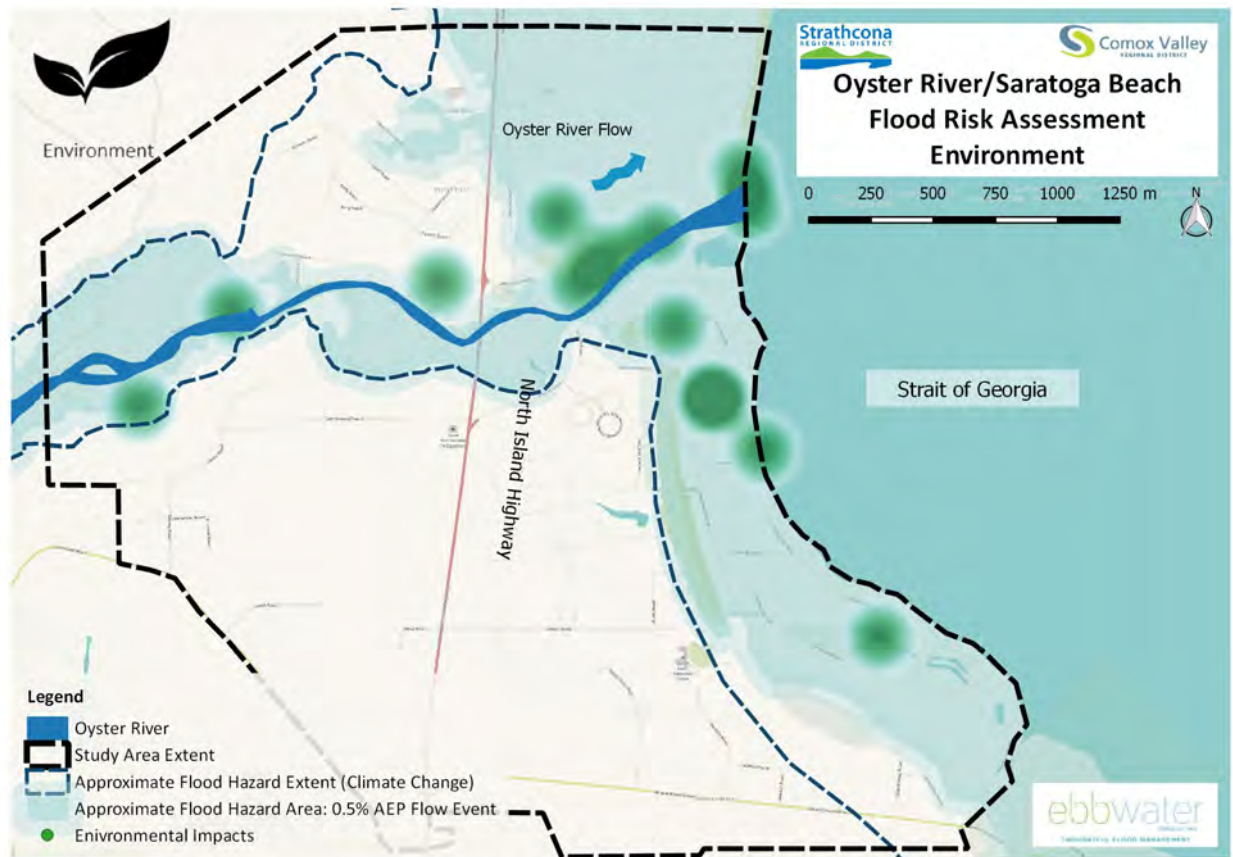 Environment
Strathcona
REGIONAL DISTRICT
Comox Valley
REGIONAL DISTRICT
Oyster River/Saratoga Beach
Flood Risk Assessment
Environment
0 250 500 750 1000 1250 m
N
Oyster River Flow
North Island Highway
Strait of Georgia
Legend
Oyster River
Study Area Extent
Approximate Flood Hazard Extent (Climate Change)
Approximate Flood Hazard Area: 0.5% AEP Flow Event
Enivronmental Impacts
ebbwater